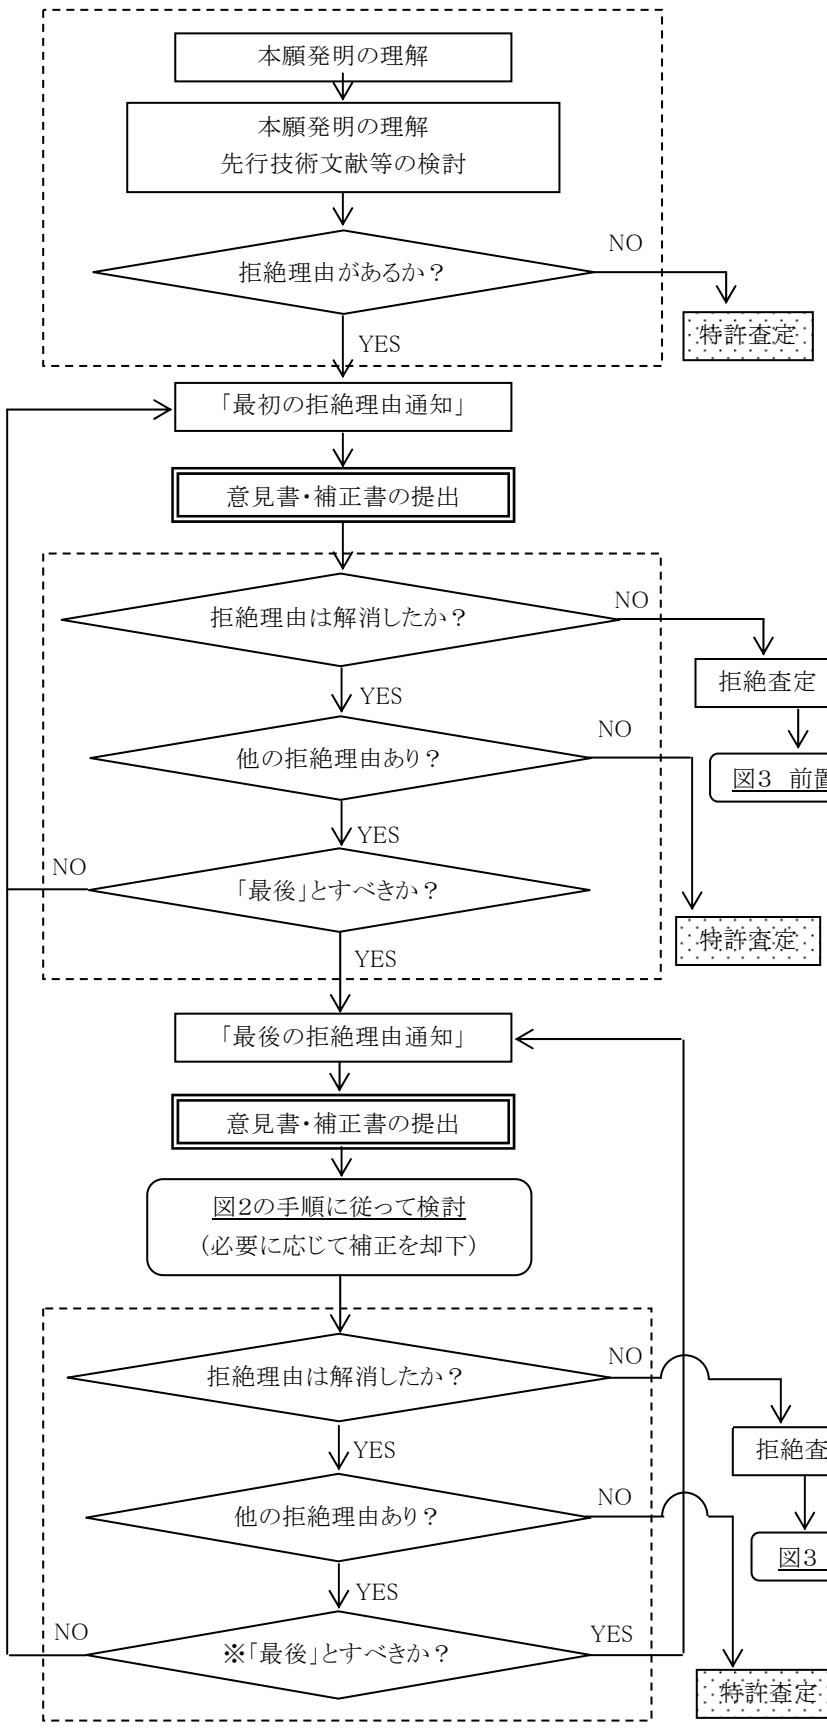 本願発明の理解
本願発明の理解
先行技術文献等の検討
拒絶理由があるか？
NO
特許査定
YES
「最初の拒絶理由通知」
意見書・補正書の提出
拒絶理由は解消したか？
NO
拒絶査定
YES
図3　前置
他の拒絶理由あり？
NO
YES
「最後」とすべきか？
NO
特許査定
YES
「最後の拒絶理由通知」
意見書・補正書の提出
図2の手順に従って検討
（必要に応じて補正を却下）
拒絶理由は解消したか？
NO
拒絶査
YES
図3
他の拒絶理由あり？
NO
YES
※「最後」とすべきか？
NO
YES
特許査定